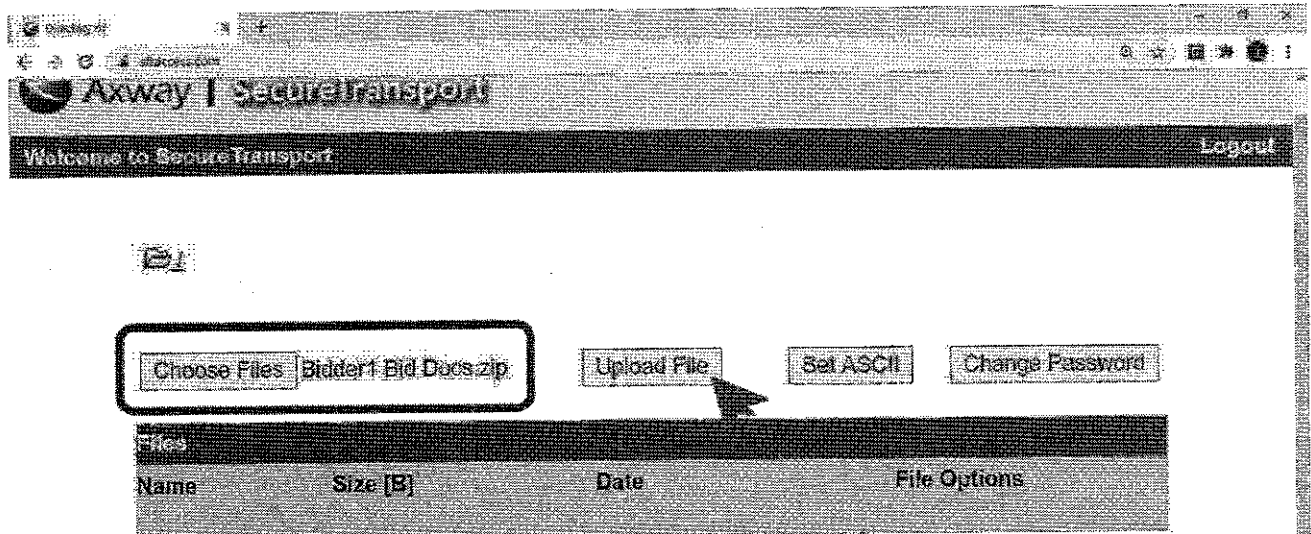 Axway | SecureTransport
Welcome to SecureTransport Logout
Choose Files Bidder1 Bid Docs.zip Upload File Set ASCII Change Password
Files
Name Size [B] Date File Options